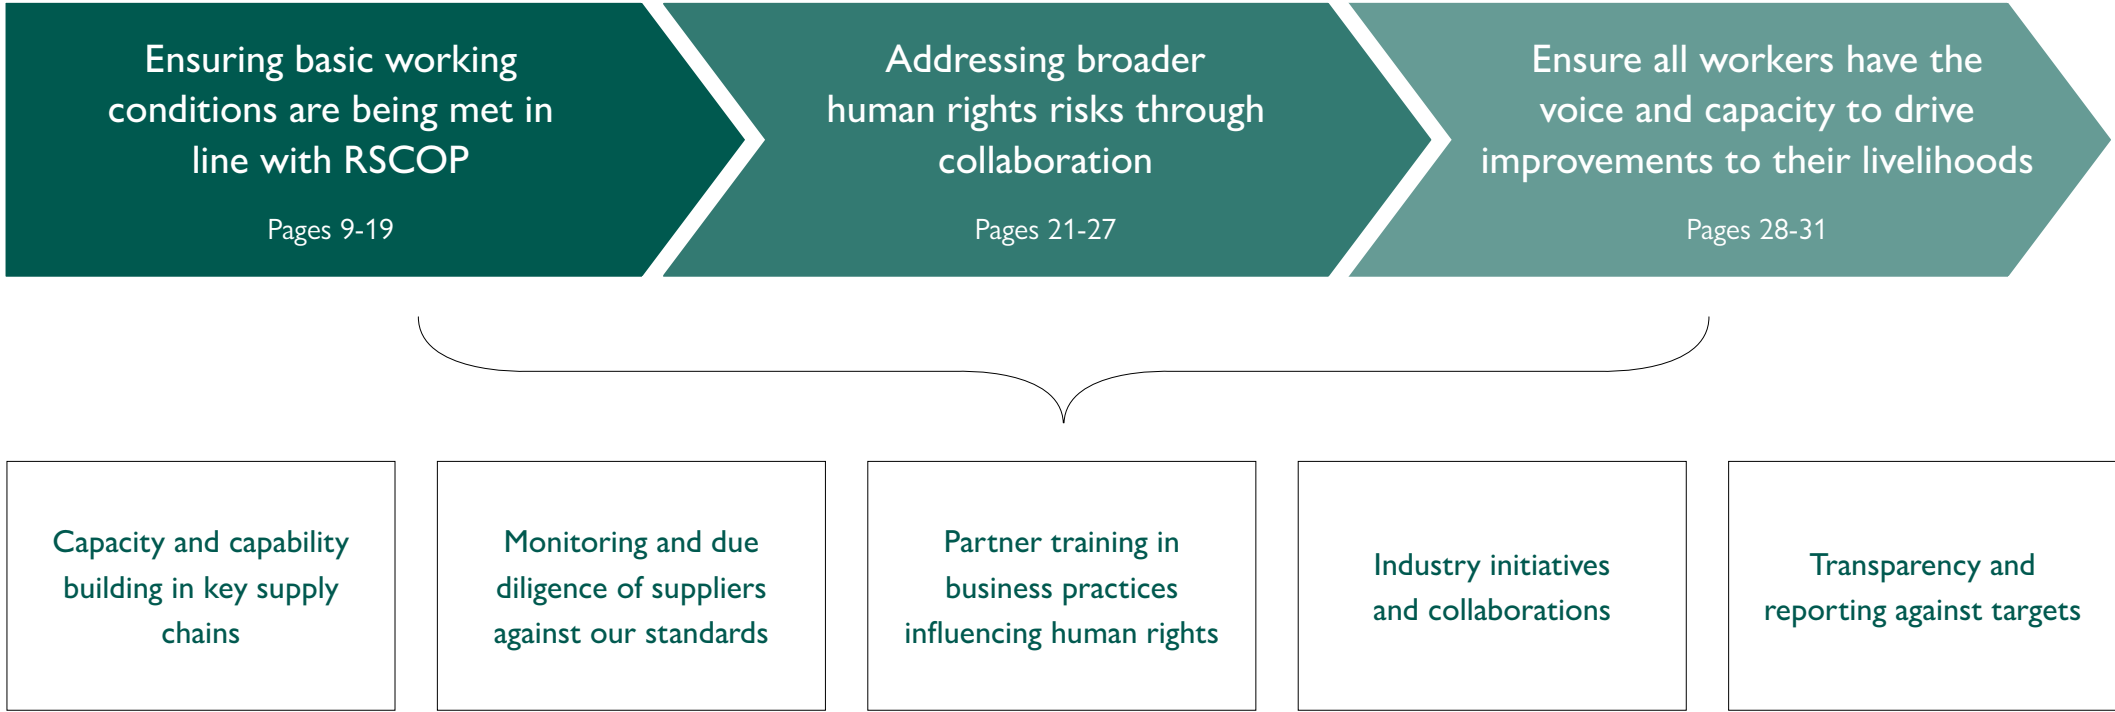 Ensuring basic working
conditions are being met in
line with RSCOP
Pages 9-19
Addressing broader
human rights risks through
collaboration
Pages 21-27
Ensure all workers have the
voice and capacity to drive
improvements to their livelihoods
Pages 28-31
Capacity and capability
building in key supply
chains
Monitoring and due
diligence of suppliers
against our standards
Partner training in
business practices
influencing human rights
Industry initiatives
and collaborations
Transparency and
reporting against targets